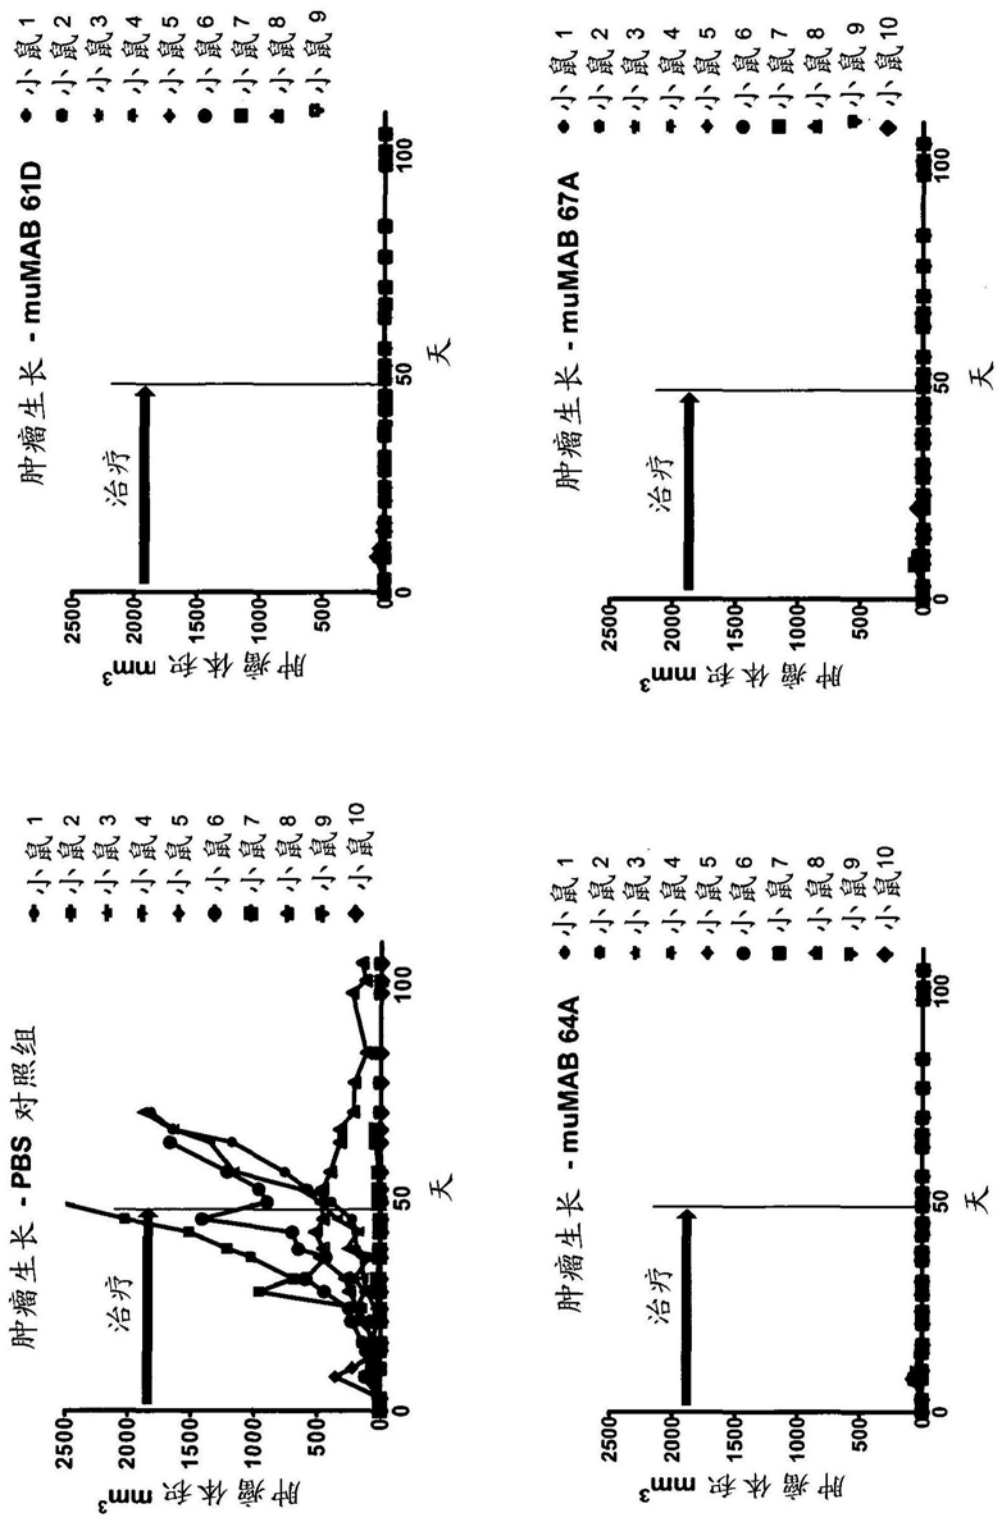 肿瘤生长 - PBS 对照组
肿瘤体积 mm³
2500
2000
1500
1000
500
0
治疗
0
50
100
天
小鼠 1
小鼠 2
小鼠 3
小鼠 4
小鼠 5
小鼠 6
小鼠 7
小鼠 8
小鼠 9
小鼠 10
肿瘤生长 - muMAB 61D
肿瘤体积 mm³
2500
2000
1500
1000
500
0
治疗
0
50
100
天
小鼠 1
小鼠 2
小鼠 3
小鼠 4
小鼠 5
小鼠 6
小鼠 7
小鼠 8
小鼠 9
肿瘤生长 - muMAB 64A
肿瘤体积 mm³
2500
2000
1500
1000
500
0
治疗
0
50
100
天
小鼠 1
小鼠 2
小鼠 3
小鼠 4
小鼠 5
小鼠 6
小鼠 7
小鼠 8
小鼠 9
小鼠 10
肿瘤生长 - muMAB 67A
肿瘤体积 mm³
2500
2000
1500
1000
500
0
治疗
0
50
100
天
小鼠 1
小鼠 2
小鼠 3
小鼠 4
小鼠 5
小鼠 6
小鼠 7
小鼠 8
小鼠 9
小鼠 10